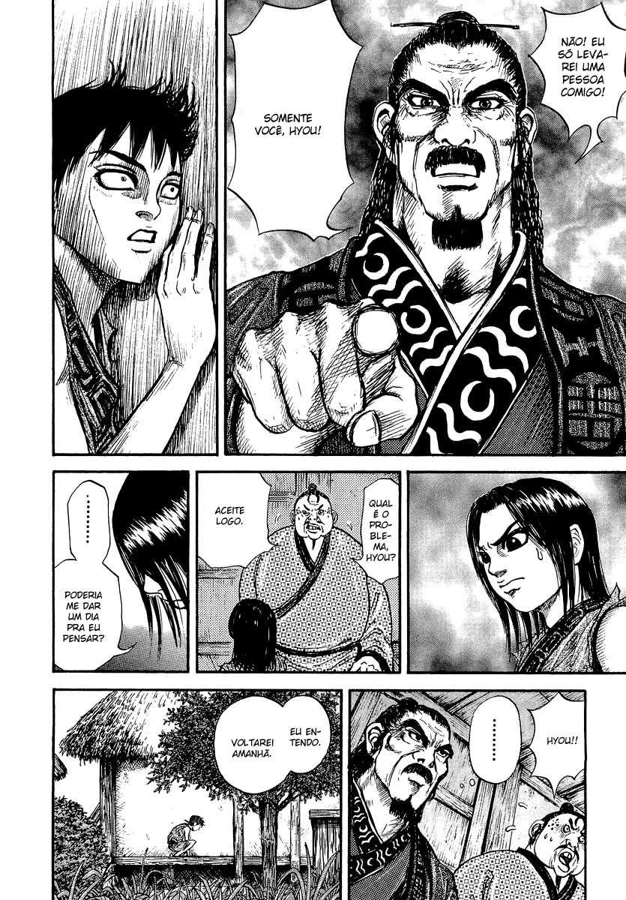 NÃO! EU
SÓ LEVA-
REI UMA
PESSOA
COMIGO!
SOMENTE
VOCÊ, HYOU!
QUAL
É O
PRO-
BLE-
MA,
HYOU?
ACEITE
LOGO.
......
PODERIA
ME DAR
UM DIA
PRA EU
PENSAR?
HYOU!!
......
EU EN-
TENDO.
VOLTAREI
AMANHÃ.